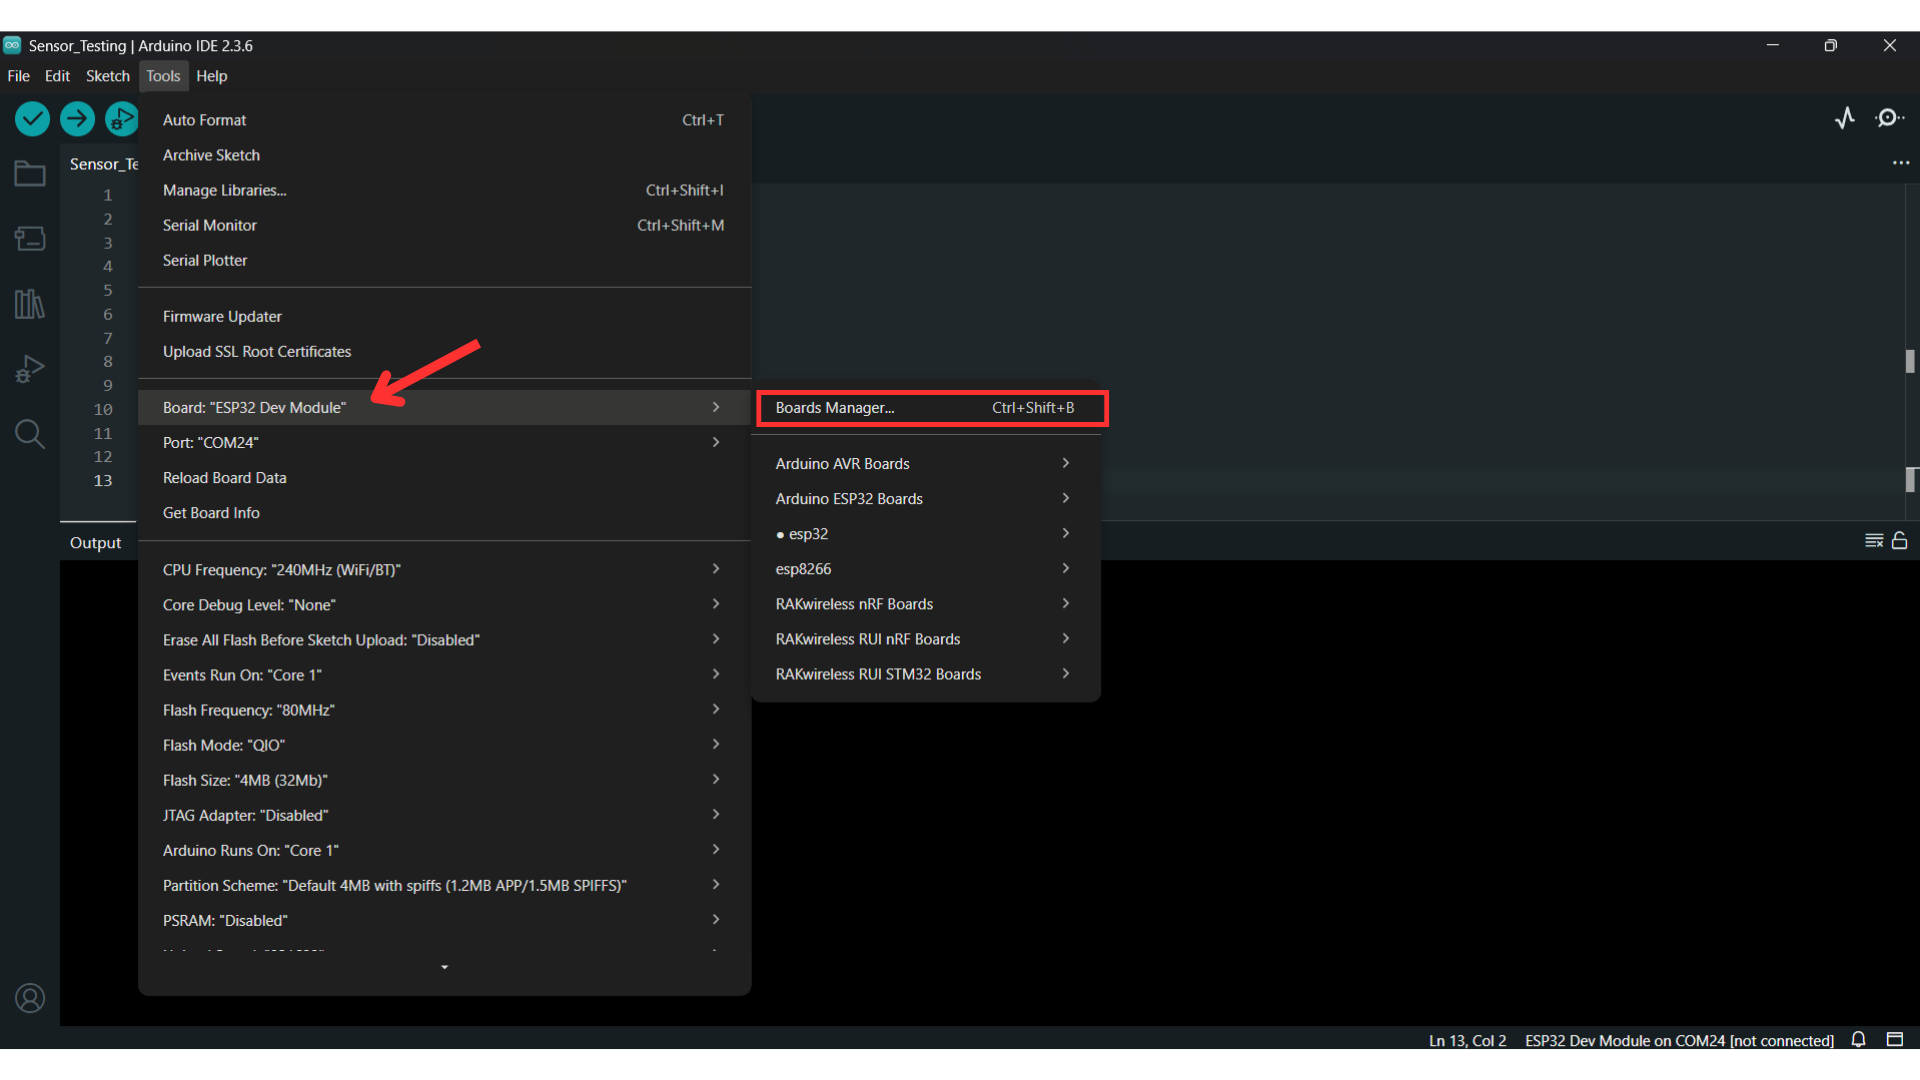 Sensor_Testing | Arduino IDE 2.3.6
File Edit Sketch Tools Help
Sensor_Te
Auto Format Ctrl+T
Archive Sketch
Manage Libraries... Ctrl+Shift+I
Serial Monitor Ctrl+Shift+M
Serial Plotter
Firmware Updater
Upload SSL Root Certificates
Board: "ESP32 Dev Module"
Port: "COM24"
Reload Board Data
Get Board Info
CPU Frequency: "240MHz (WiFi/BT)"
Core Debug Level: "None"
Erase All Flash Before Sketch Upload: "Disabled"
Events Run On: "Core 1"
Flash Frequency: "80MHz"
Flash Mode: "QIO"
Flash Size: "4MB (32Mb)"
JTAG Adapter: "Disabled"
Arduino Runs On: "Core 1"
Partition Scheme: "Default 4MB with spiffs (1.2MB APP/1.5MB SPIFFS)"
PSRAM: "Disabled"
Boards Manager... Ctrl+Shift+B
Arduino AVR Boards
Arduino ESP32 Boards
• esp32
esp8266
RAKwireless nRF Boards
RAKwireless RUI nRF Boards
RAKwireless RUI STM32 Boards
1
2
3
4
5
6
7
8
9
10
11
12
13
Output
Ln 13, Col 2 ESP32 Dev Module on COM24 [not connected]